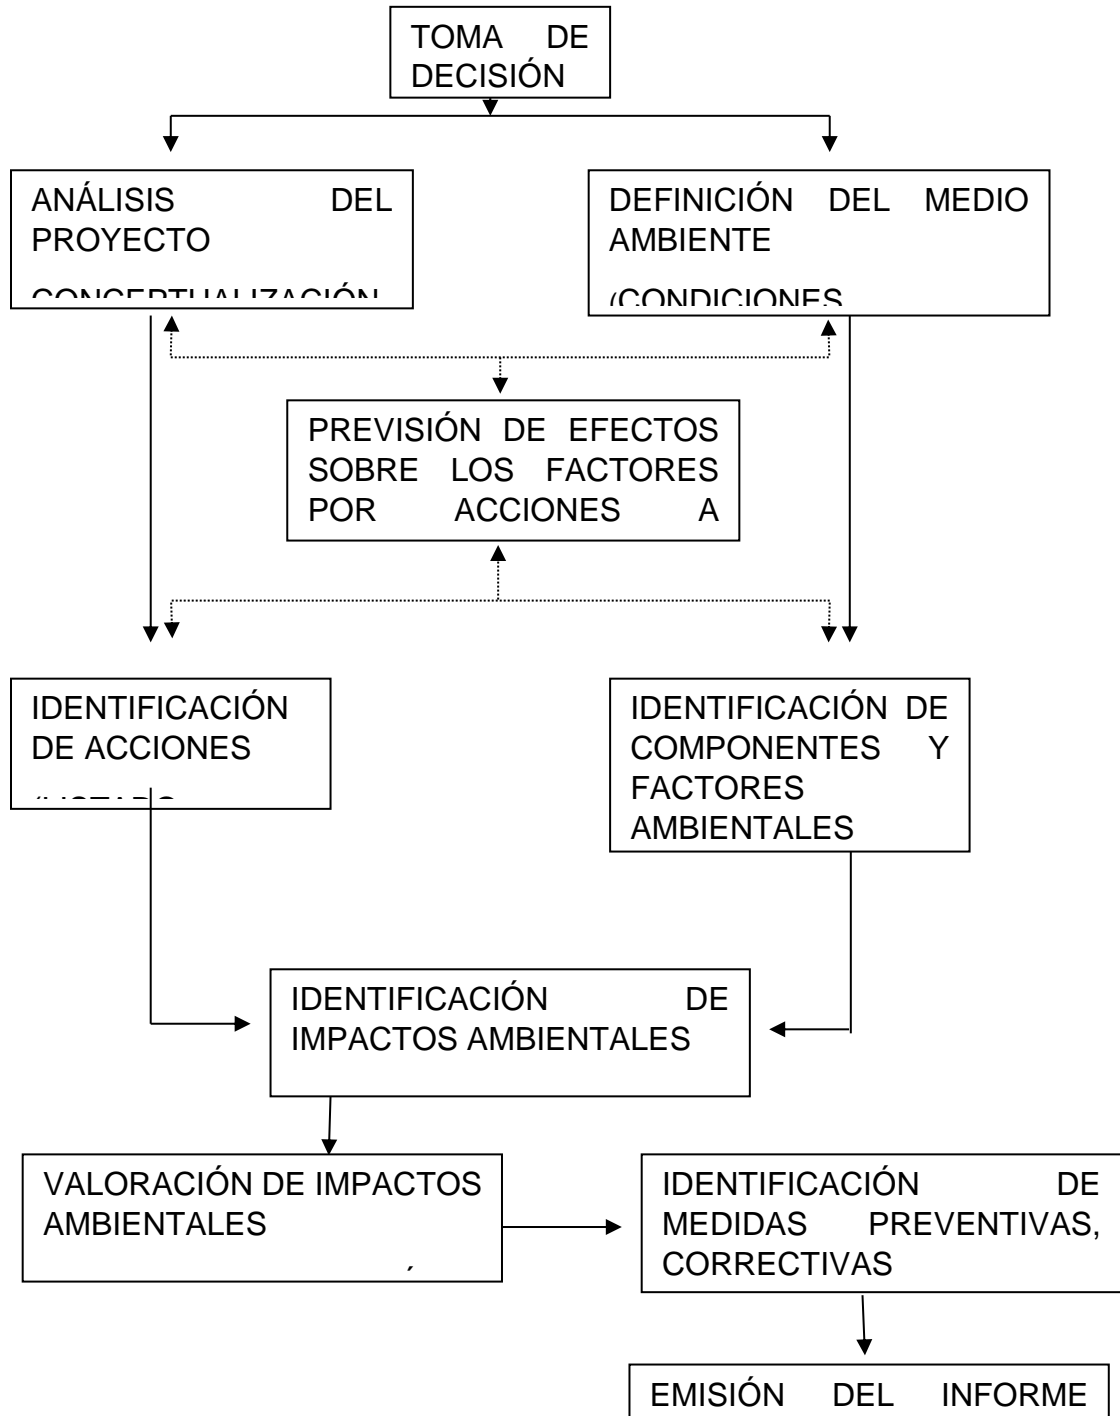 TOMA DE
DECISIÓN
ANÁLISIS DEL
PROYECTO
CONCEPTUALIZACIÓN
DEFINICIÓN DEL MEDIO
AMBIENTE
(CONDICIONES
PREVISIÓN DE EFECTOS
SOBRE LOS FACTORES
POR ACCIONES A
IDENTIFICACIÓN
DE ACCIONES
IDENTIFICACIÓN DE
COMPONENTES Y
FACTORES
AMBIENTALES
IDENTIFICACIÓN DE
IMPACTOS AMBIENTALES
VALORACIÓN DE IMPACTOS
AMBIENTALES
IDENTIFICACIÓN DE
MEDIDAS PREVENTIVAS,
CORRECTIVAS
EMISIÓN DEL INFORME